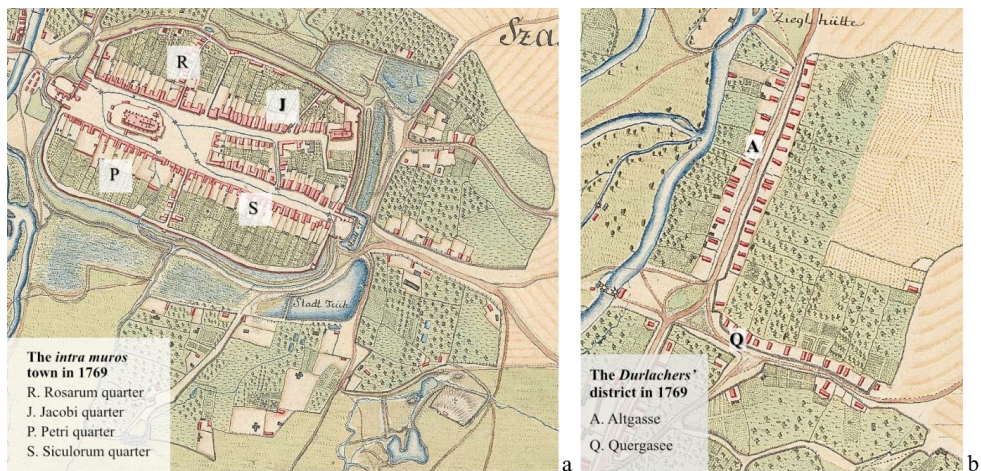 Sza
R
J
P
S
Stadt Teich
The intra muros
town in 1769
R. Rosarum quarter
J. Jacobi quarter
P. Petri quarter
S. Siculorum quarter
a
Ziegl hütte
A
Q
The Durlachers’
district in 1769
A. Altgasse
Q. Quergasee
b